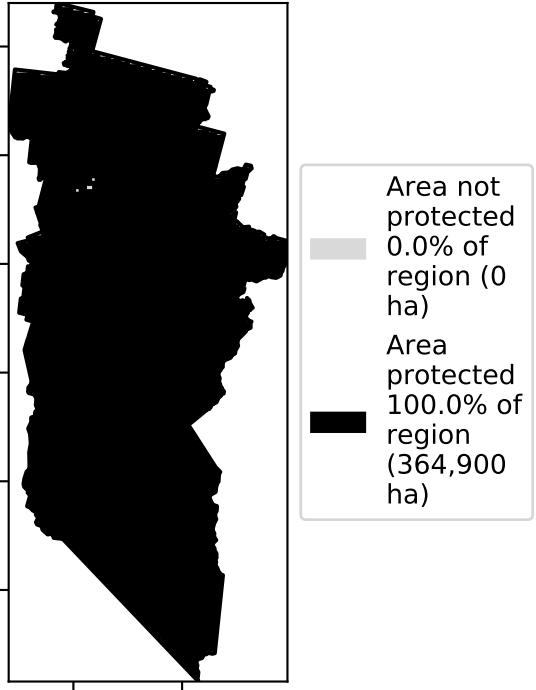 Area not
protected
0.0% of
region (0
ha)
Area
protected
100.0% of
region
(364,900
ha)